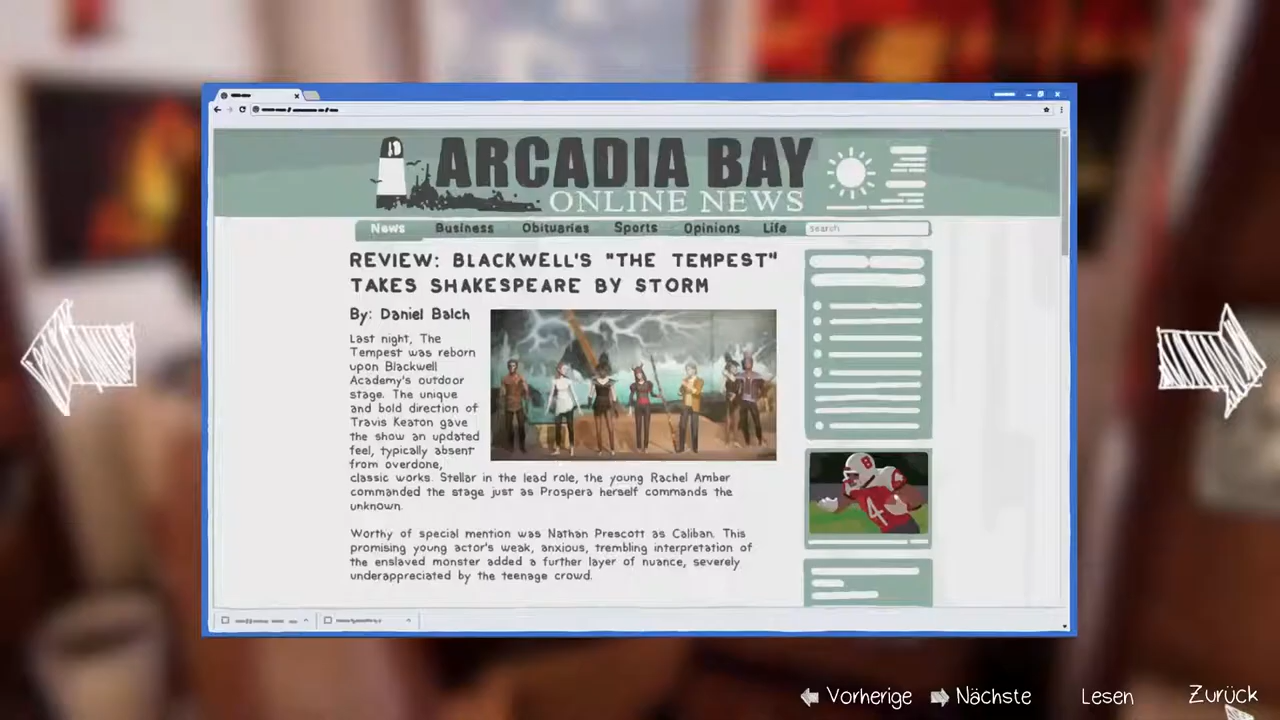 ARCADIA BAY
ONLINE NEWS
News Business Obituaries Sports Opinions Life Search
REVIEW: BLACKWELL'S "THE TEMPEST"
TAKES SHAKESPEARE BY STORM
By: Daniel Balch
Last night, The
Tempest was reborn
upon Blackwell
Academy's outdoor
stage. The unique
and bold direction of
Travis Keaton gave
the show an updated
feel, typically absent
from overdone,
classic works. Stellar in the lead role, the young Rachel Amber
commanded the stage just as Prospera herself commands the
unknown.
Worthy of special mention was Nathan Prescott as Caliban. This
promising young actor's weak, anxious, trembling interpretation of
the enslaved monster added a further layer of nuance, severely
underappreciated by the teenage crowd.
B
4
Vorherige Nächste Lesen Zurück